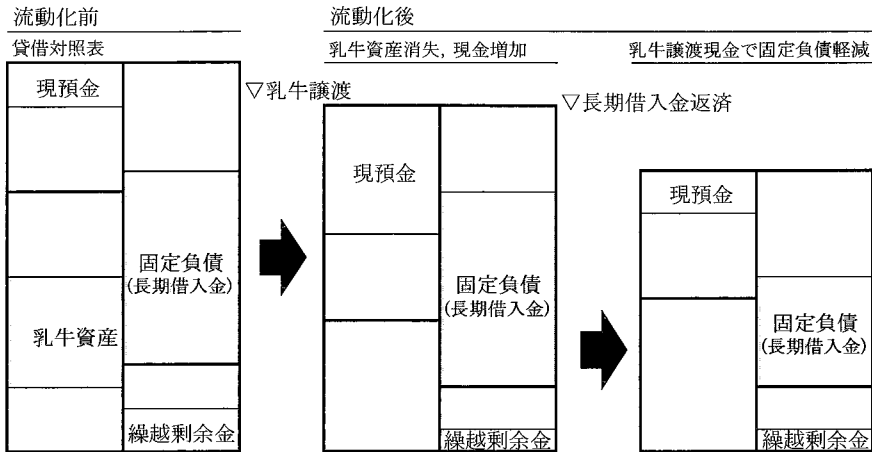 流動化前
流動化後
貸借対照表
乳牛資産消失，現金増加
乳牛譲渡現金で固定負債軽減
現預金
▽乳牛譲渡
▽長期借入金返済
現預金
現預金
固定負債
(長期借入金)
固定負債
(長期借入金)
乳牛資産
固定負債
(長期借入金)
繰越剰余金
繰越剰余金
繰越剰余金